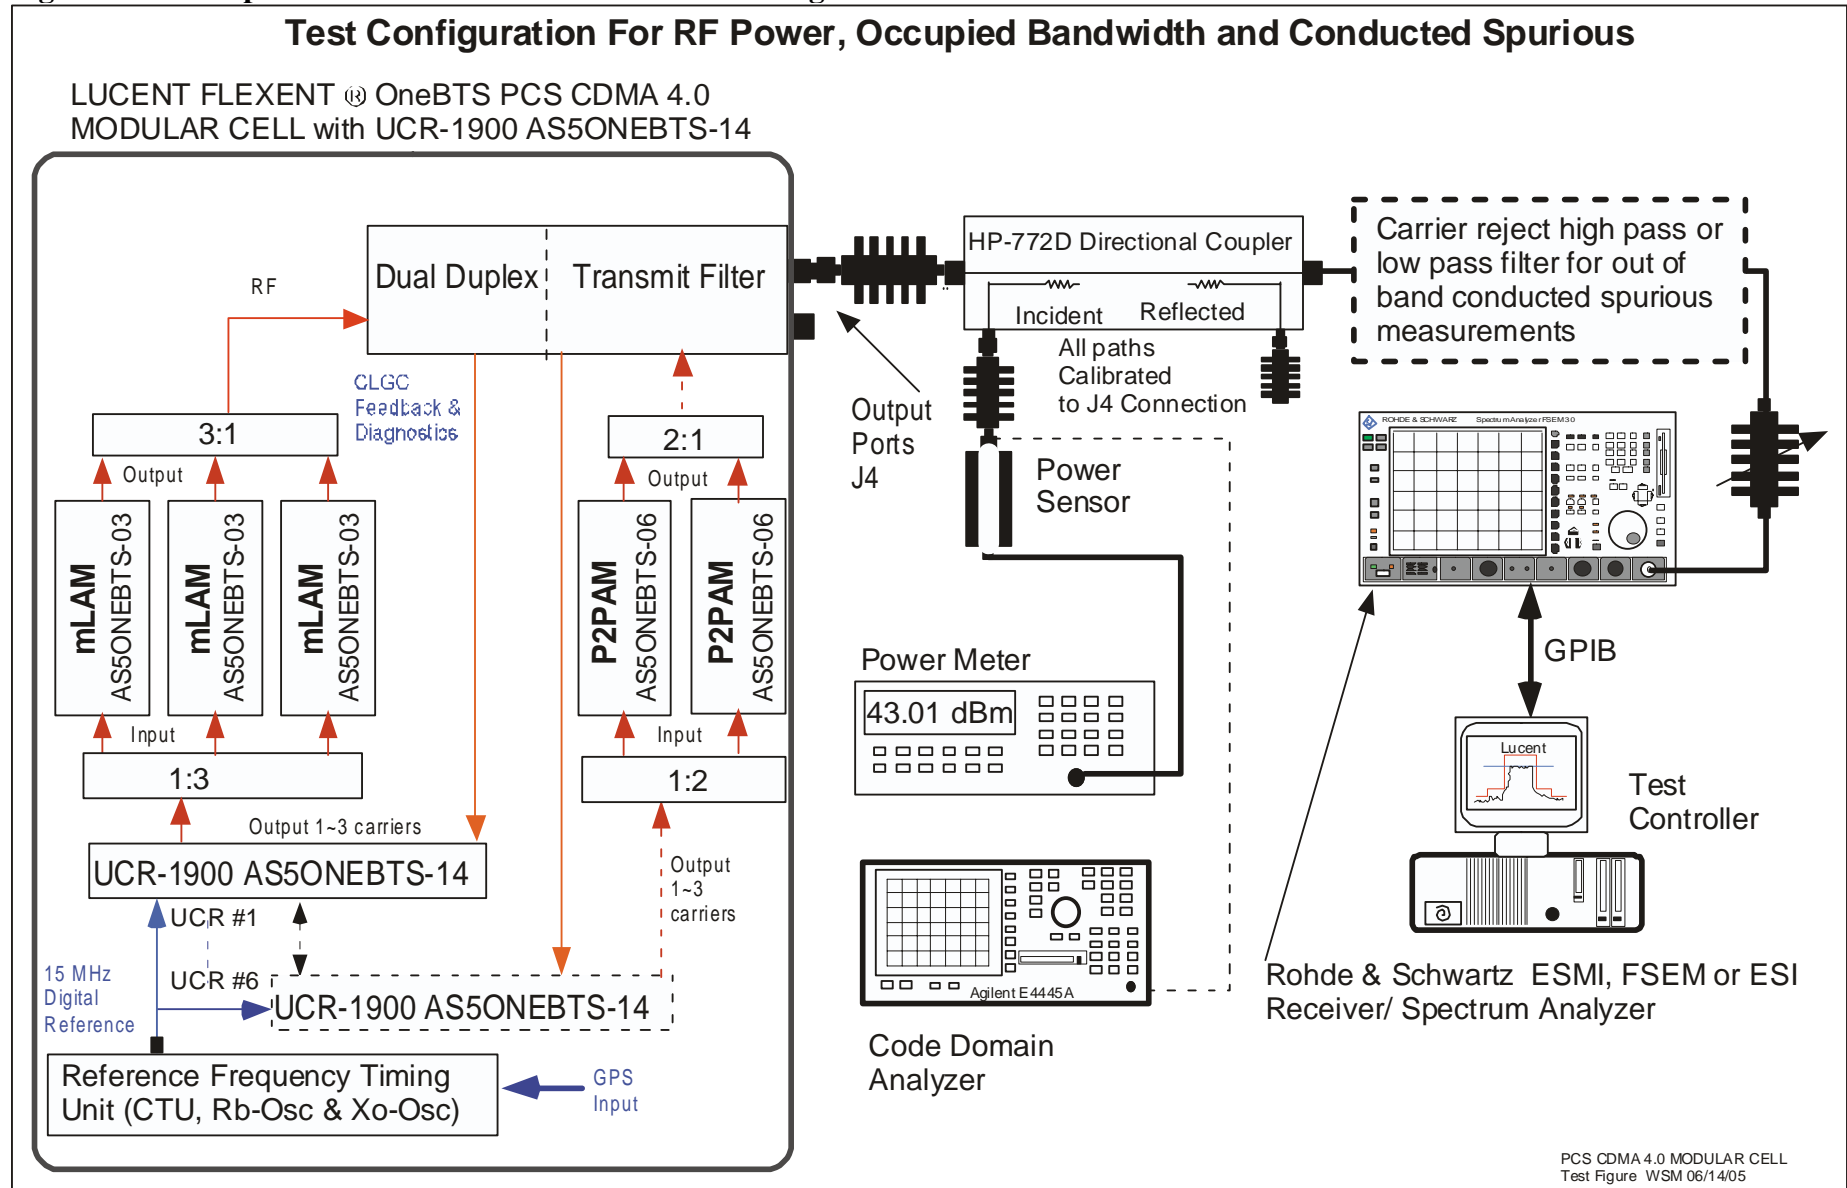 Test Configuration For RF Power, Occupied Bandwidth and Conducted Spurious
LUCENT FLEXENT ® OneBTS PCS CDMA 4.0
MODULAR CELL with UCR-1900 AS5ONEBTS-14
Dual Duplex
Transmit Filter
RF
CLGC
Feedback &
Diagnostics
3:1
Output
mLAM
AS5ONEBTS-03
mLAM
AS5ONEBTS-03
mLAM
AS5ONEBTS-03
Input
1:3
2:1
Output
P2PAM
AS5ONEBTS-06
P2PAM
AS5ONEBTS-06
Input
1:2
Output 1~3 carriers
UCR-1900 AS5ONEBTS-14
UCR #1
UCR #6
Output
1~3
carriers
15 MHz
Digital
Reference
UCR-1900 AS5ONEBTS-14
Reference Frequency Timing
Unit (CTU, Rb-Osc & Xo-Osc)
GPS
Input
Output
Ports
J4
HP-772D Directional Coupler
Incident
Reflected
All paths
Calibrated
to J4 Connection
Power
Sensor
Power Meter
43.01 dBm
Agilent E4445A
Code Domain
Analyzer
Carrier reject high pass or
low pass filter for out of
band conducted spurious
measurements
ROHDE & SCHWARZ
Spectrum Analyzer FSEM30
GPIB
Lucent
Test
Controller
Rohde & Schwartz ESMI, FSEM or ESI
Receiver/ Spectrum Analyzer
PCS CDMA 4.0 MODULAR CELL
Test Figure WSM 06/14/05